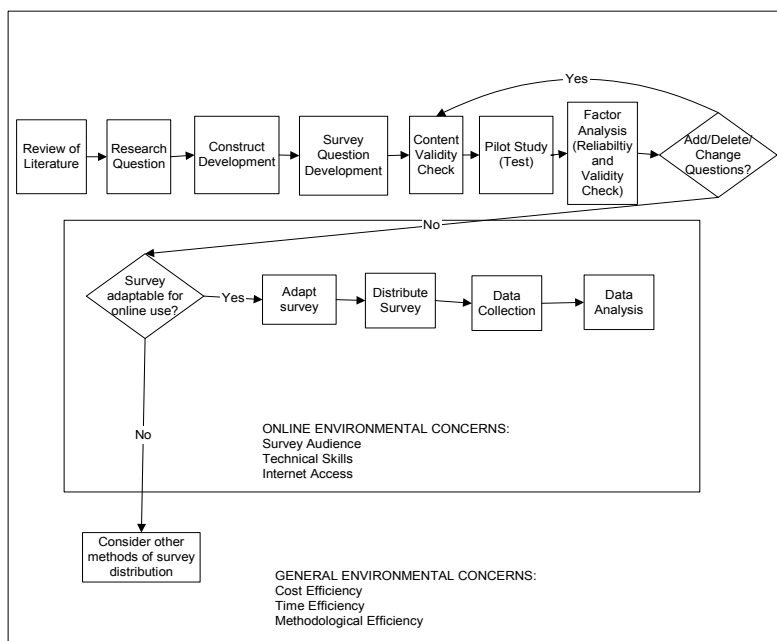 Yes
Review of
Literature
Research
Question
Construct
Development
Survey
Question
Development
Content
Validity
Check
Pilot Study
(Test)
Factor
Analysis
(Reliabiltiy
and
Validity
Check)
Add/Delete/
Change
Questions?
No
Survey
adaptable for
online use?
Yes
Adapt
survey
Distribute
Survey
Data
Collection
Data
Analysis
No
ONLINE ENVIRONMENTAL CONCERNS:
Survey Audience
Technical Skills
Internet Access
Consider other
methods of survey
distribution
GENERAL ENVIRONMENTAL CONCERNS:
Cost Efficiency
Time Efficiency
Methodological Efficiency